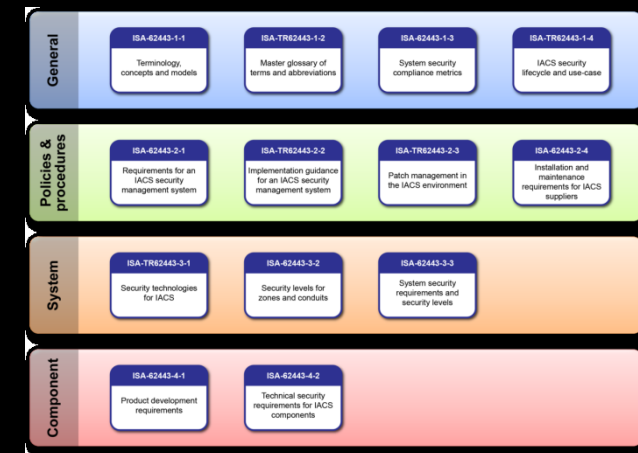 General
ISA-62443-1-1
Terminology,
concepts and models
ISA-TR62443-1-2
Master glossary of
terms and abbreviations
ISA-62443-1-3
System security
compliance metrics
ISA-TR62443-1-4
IACS security
lifecycle and use-case
Policies &
procedures
ISA-62443-2-1
Requirements for an
IACS security
management system
ISA-TR62443-2-2
Implementation guidance
for an IACS security
management system
ISA-TR62443-2-3
Patch management in
the IACS environment
ISA-62443-2-4
Installation and
maintenance
requirements for IACS
suppliers
System
ISA-TR62443-3-1
Security technologies
for IACS
ISA-62443-3-2
Security levels for
zones and conduits
ISA-62443-3-3
System security
requirements and
security levels
Component
ISA-62443-4-1
Product development
requirements
ISA-62443-4-2
Technical security
requirements for IACS
components